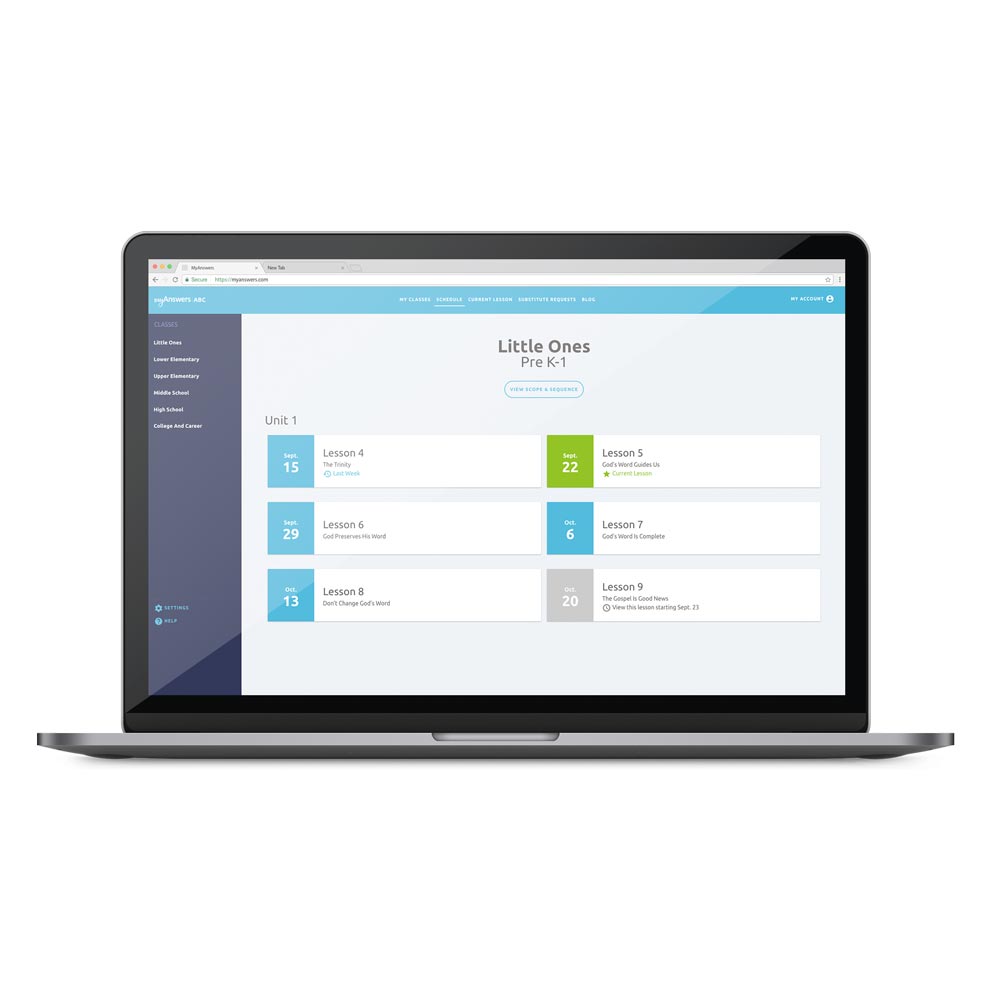 MyAnswers
New Tab
Secure https://myanswers.com
myAnswers ABC
MY CLASSES SCHEDULE CURRENT LESSON SUBSTITUTE REQUESTS BLOG
MY ACCOUNT
CLASSES
Little Ones
Lower Elementary
Upper Elementary
Middle School
High School
College And Career
SETTINGS
HELP
Little Ones
Pre K-1
VIEW SCOPE & SEQUENCE
Unit 1
Sept.
15
Lesson 4
The Trinity
Last Week
Sept.
22
Lesson 5
God's Word Guides Us
Current Lesson
Sept.
29
Lesson 6
God Preserves His Word
Oct.
6
Lesson 7
God's Word Is Complete
Oct.
13
Lesson 8
Don't Change God's Word
Oct.
20
Lesson 9
The Gospel Is Good News
View this lesson starting Sept. 23